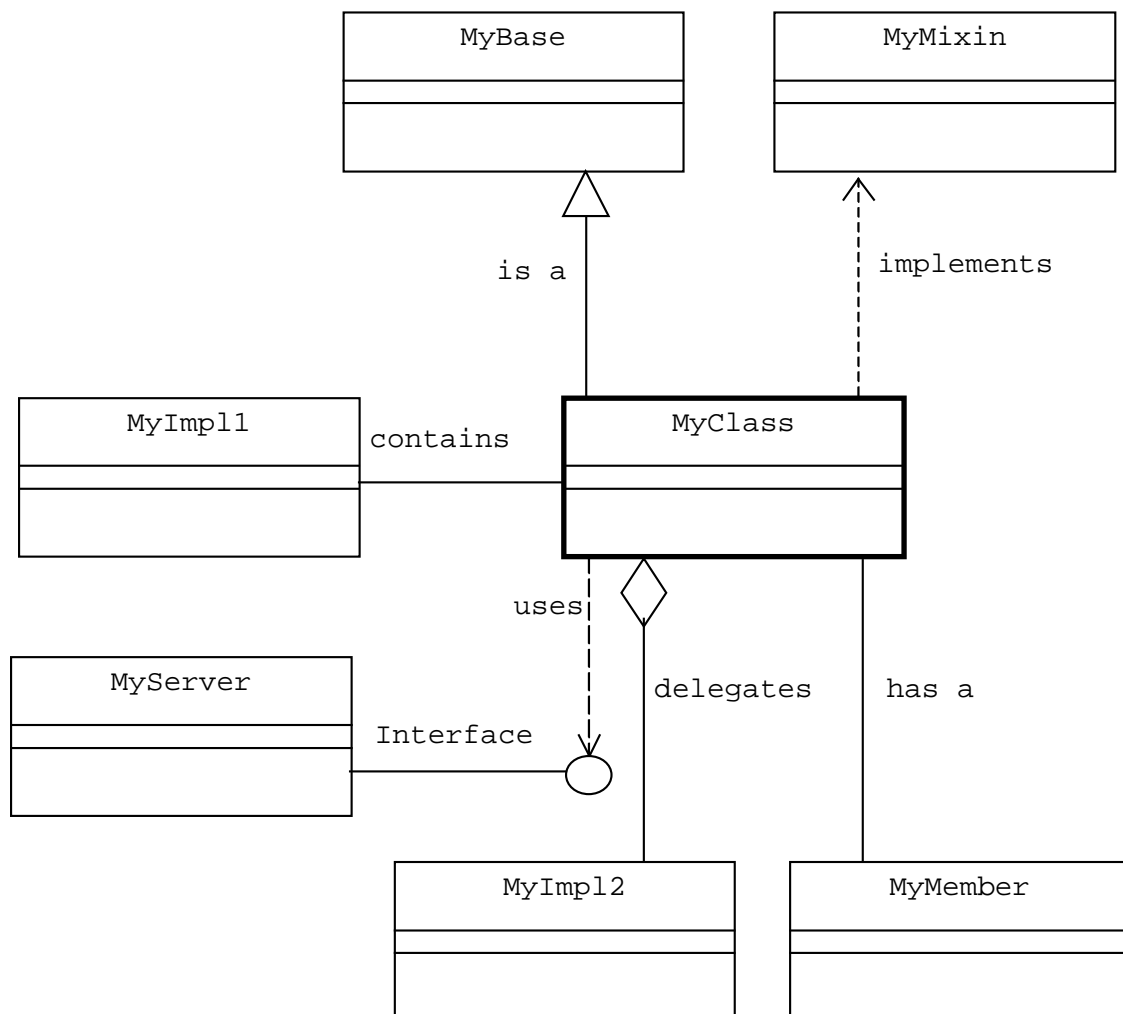 MyBase
MyMixin
is a
implements
MyImpl1
contains
MyClass
uses
MyServer
Interface
delegates
has a
MyImpl2
MyMember